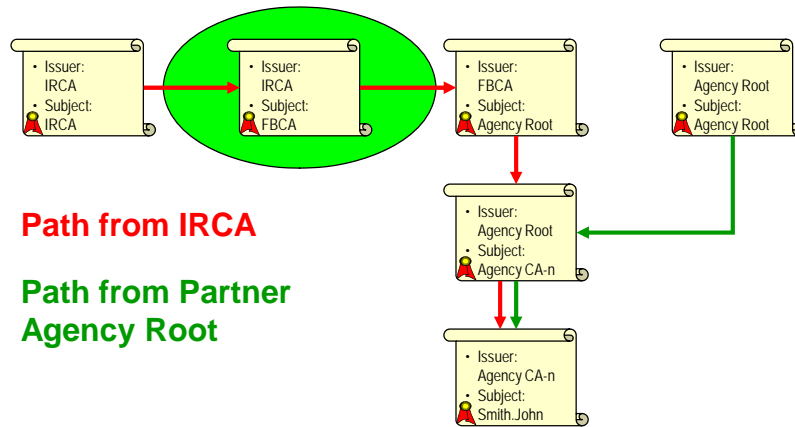 • Issuer:
IRCA
• Subject:
IRCA
• Issuer:
IRCA
• Subject:
FBCA
• Issuer:
FBCA
• Subject:
Agency Root
• Issuer:
Agency Root
• Subject:
Agency Root
Path from IRCA
• Issuer:
Agency Root
• Subject:
Agency CA-n
Path from Partner
Agency Root
• Issuer:
Agency CA-n
• Subject:
Smith.John